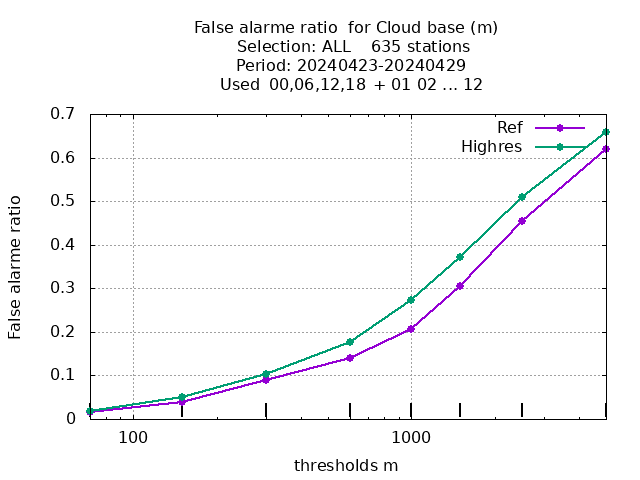 False alarme ratio  for Cloud base (m)
Selection: ALL    635 stations
Period: 20240423-20240429
Used  00,06,12,18  + 01 02 ... 12
0.7
0.6
0.5
0.4
0.3
0.2
0.1
0
False alarme ratio
Ref
Highres
100
1000
thresholds m